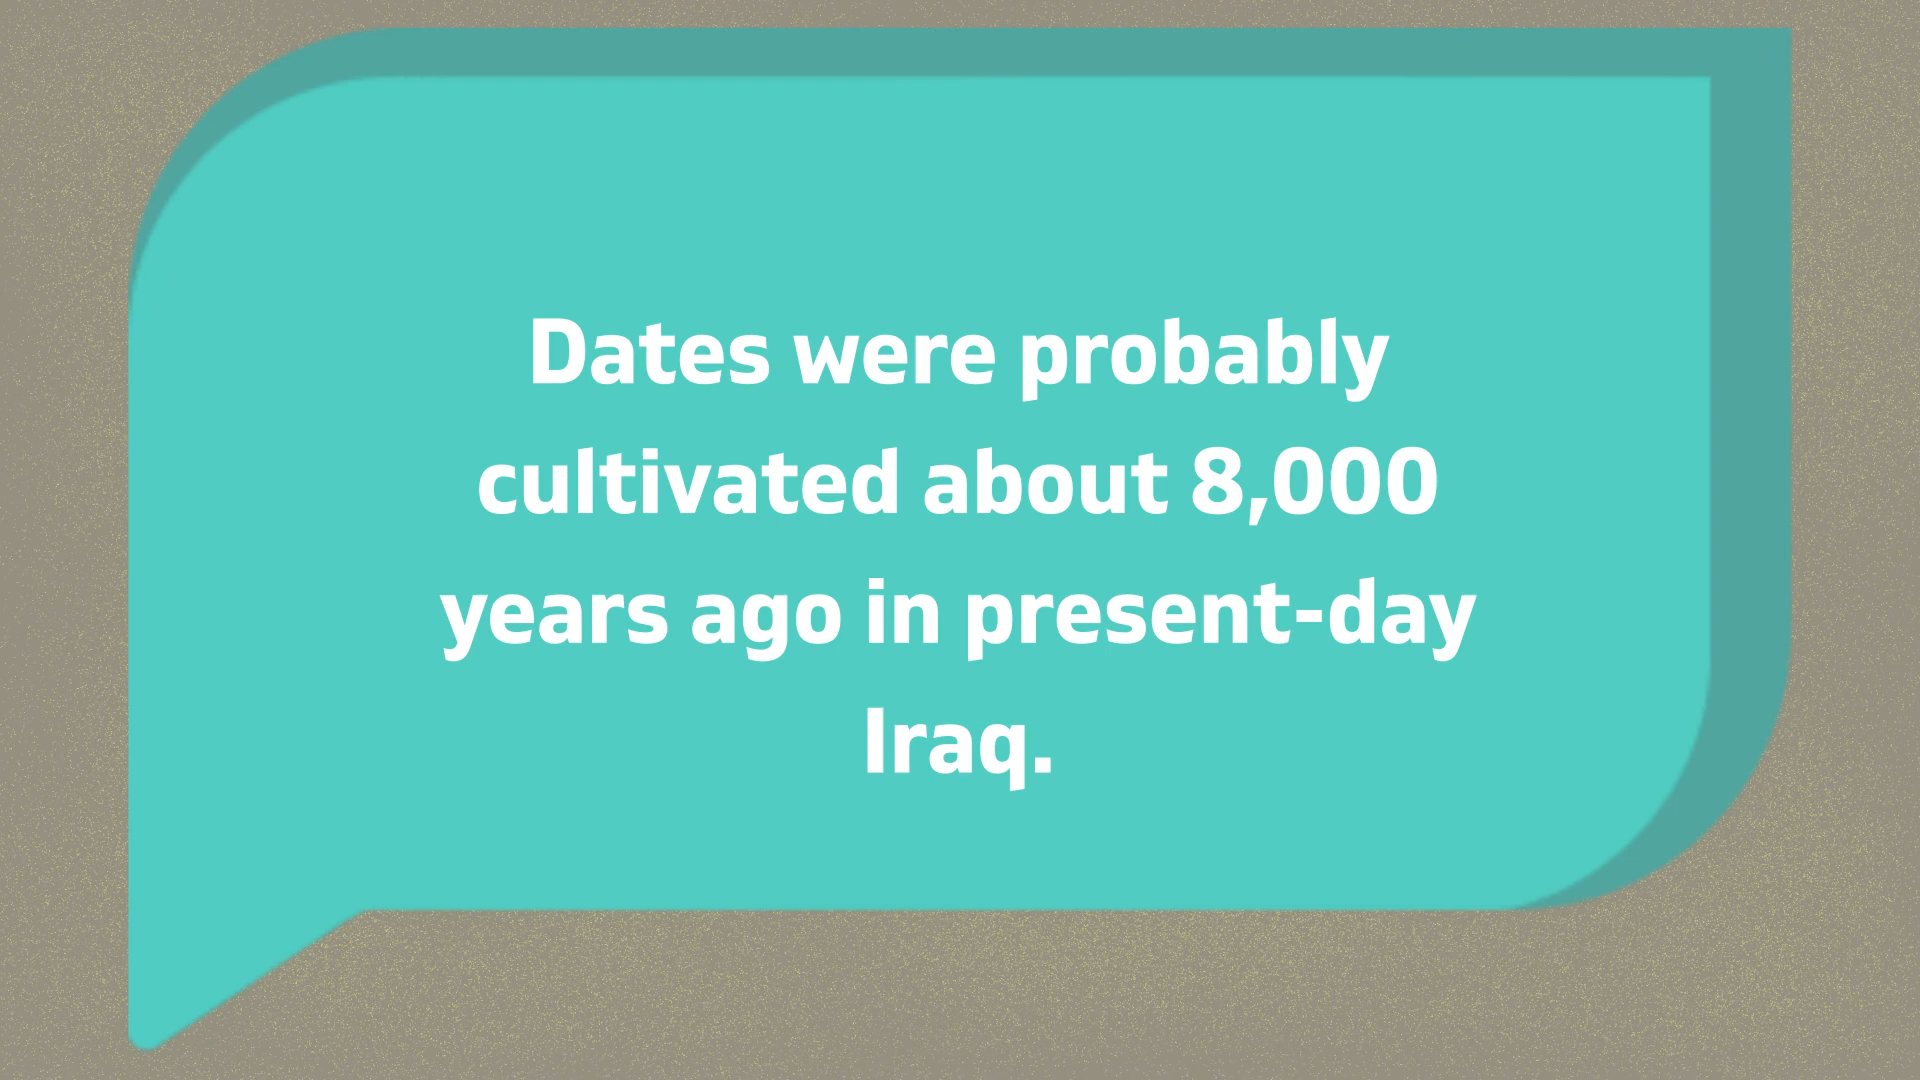 Dates were probably
cultivated about 8,000
years ago in present-day
Iraq.